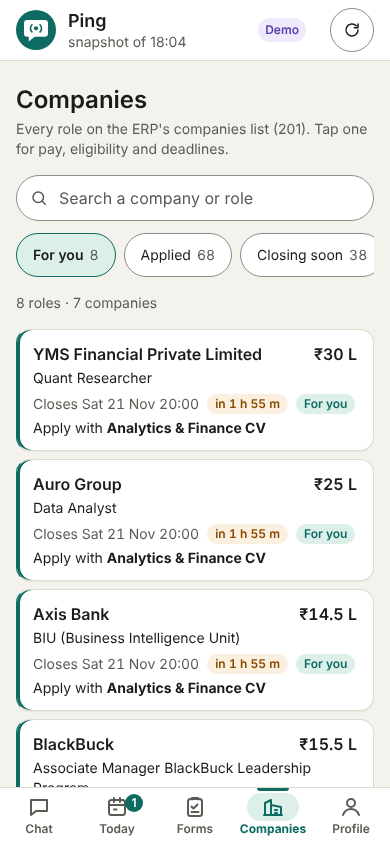 Ping
snapshot of 18:04
Demo
Companies
Every role on the ERP's companies list (201). Tap one
for pay, eligibility and deadlines.
Search a company or role
For you 8
Applied 68
Closing soon 38
8 roles · 7 companies
YMS Financial Private Limited ₹30 L
Quant Researcher
Closes Sat 21 Nov 20:00 in 1 h 55 m For you
Apply with Analytics & Finance CV
Auro Group ₹25 L
Data Analyst
Closes Sat 21 Nov 20:00 in 1 h 55 m For you
Apply with Analytics & Finance CV
Axis Bank ₹14.5 L
BIU (Business Intelligence Unit)
Closes Sat 21 Nov 20:00 in 1 h 55 m For you
Apply with Analytics & Finance CV
BlackBuck ₹15.5 L
Associate Manager BlackBuck Leadership
Program
1
Chat Today Forms Companies Profile